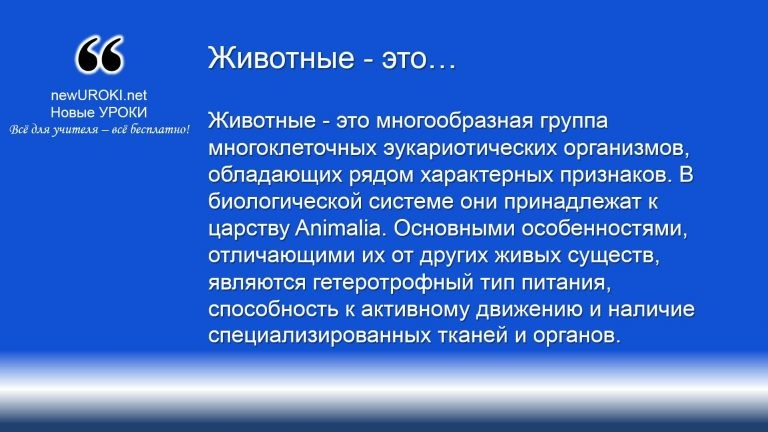 “
newUROKI.net
Новые УРОКИ
Всё для учителя – всё бесплатно!
Животные - это…
Животные - это многообразная группа
многоклеточных эукариотических организмов,
обладающих рядом характерных признаков. В
биологической системе они принадлежат к
царству Animalia. Основными особенностями,
отличающими их от других живых существ,
являются гетеротрофный тип питания,
способность к активному движению и наличие
специализированных тканей и органов.